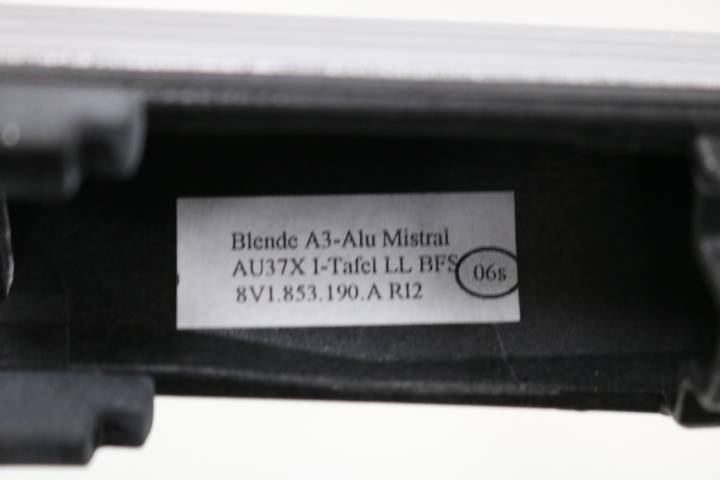 Blende A3-Alu Mistral
AU37X I-Tafel LL BFS
06s
8V1.853.190.A RI2